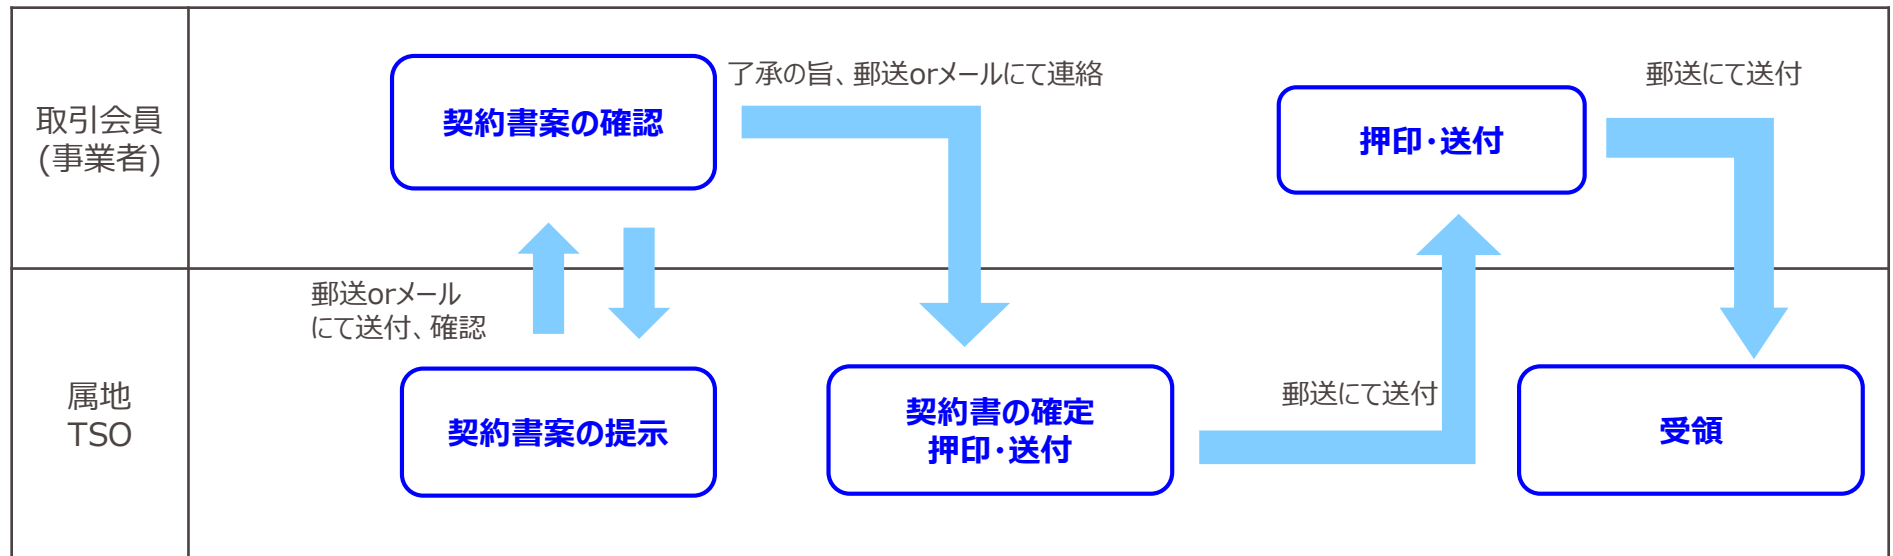 取引会員
(事業者)
契約書案の確認
了承の旨、郵送orメールにて連絡
押印・送付
郵送にて送付
属地
TSO
郵送orメール
にて送付、確認
契約書案の提示
契約書の確定
押印・送付
郵送にて送付
受領